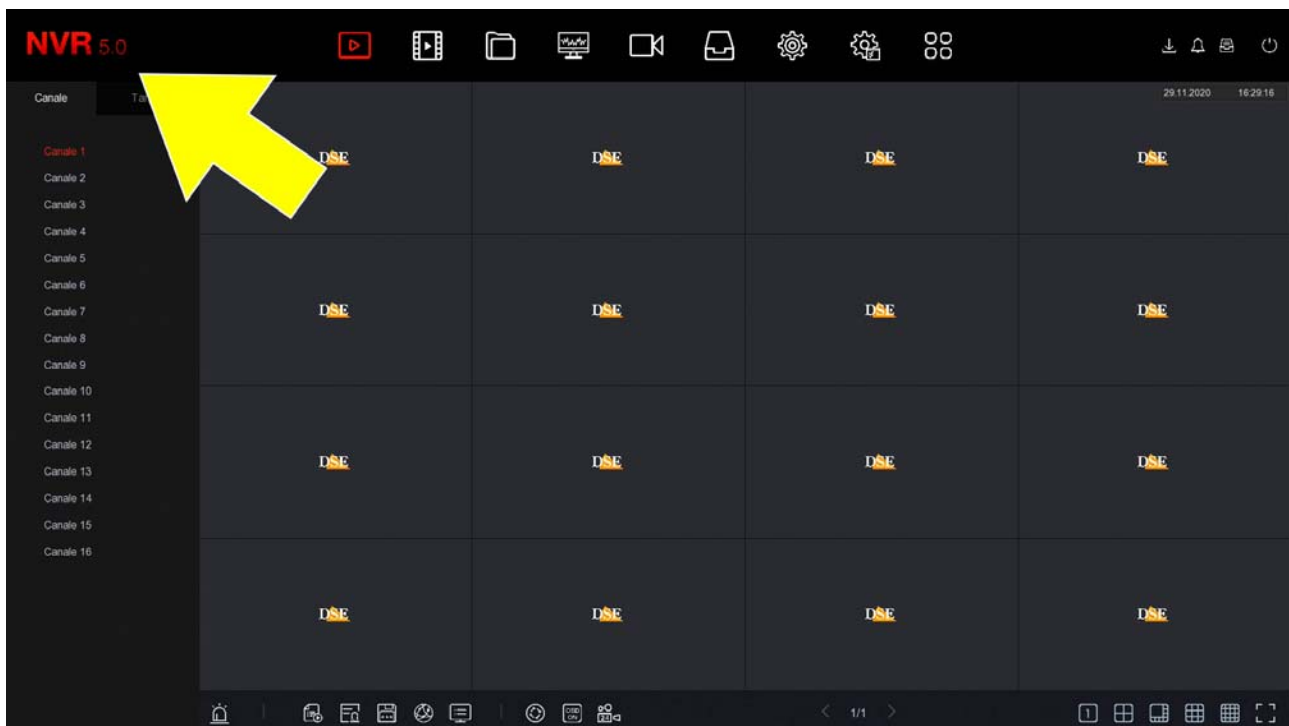 NVR 5.0
Canale
29.11.2020 16:29:16
Canale 1
Canale 2
Canale 3
Canale 4
Canale 5
Canale 6
Canale 7
Canale 8
Canale 9
Canale 10
Canale 11
Canale 12
Canale 13
Canale 14
Canale 15
Canale 16
DSE DSE DSE DSE
DSE DSE DSE DSE
DSE DSE DSE DSE
DSE DSE DSE DSE
OSD ON
1/1
1